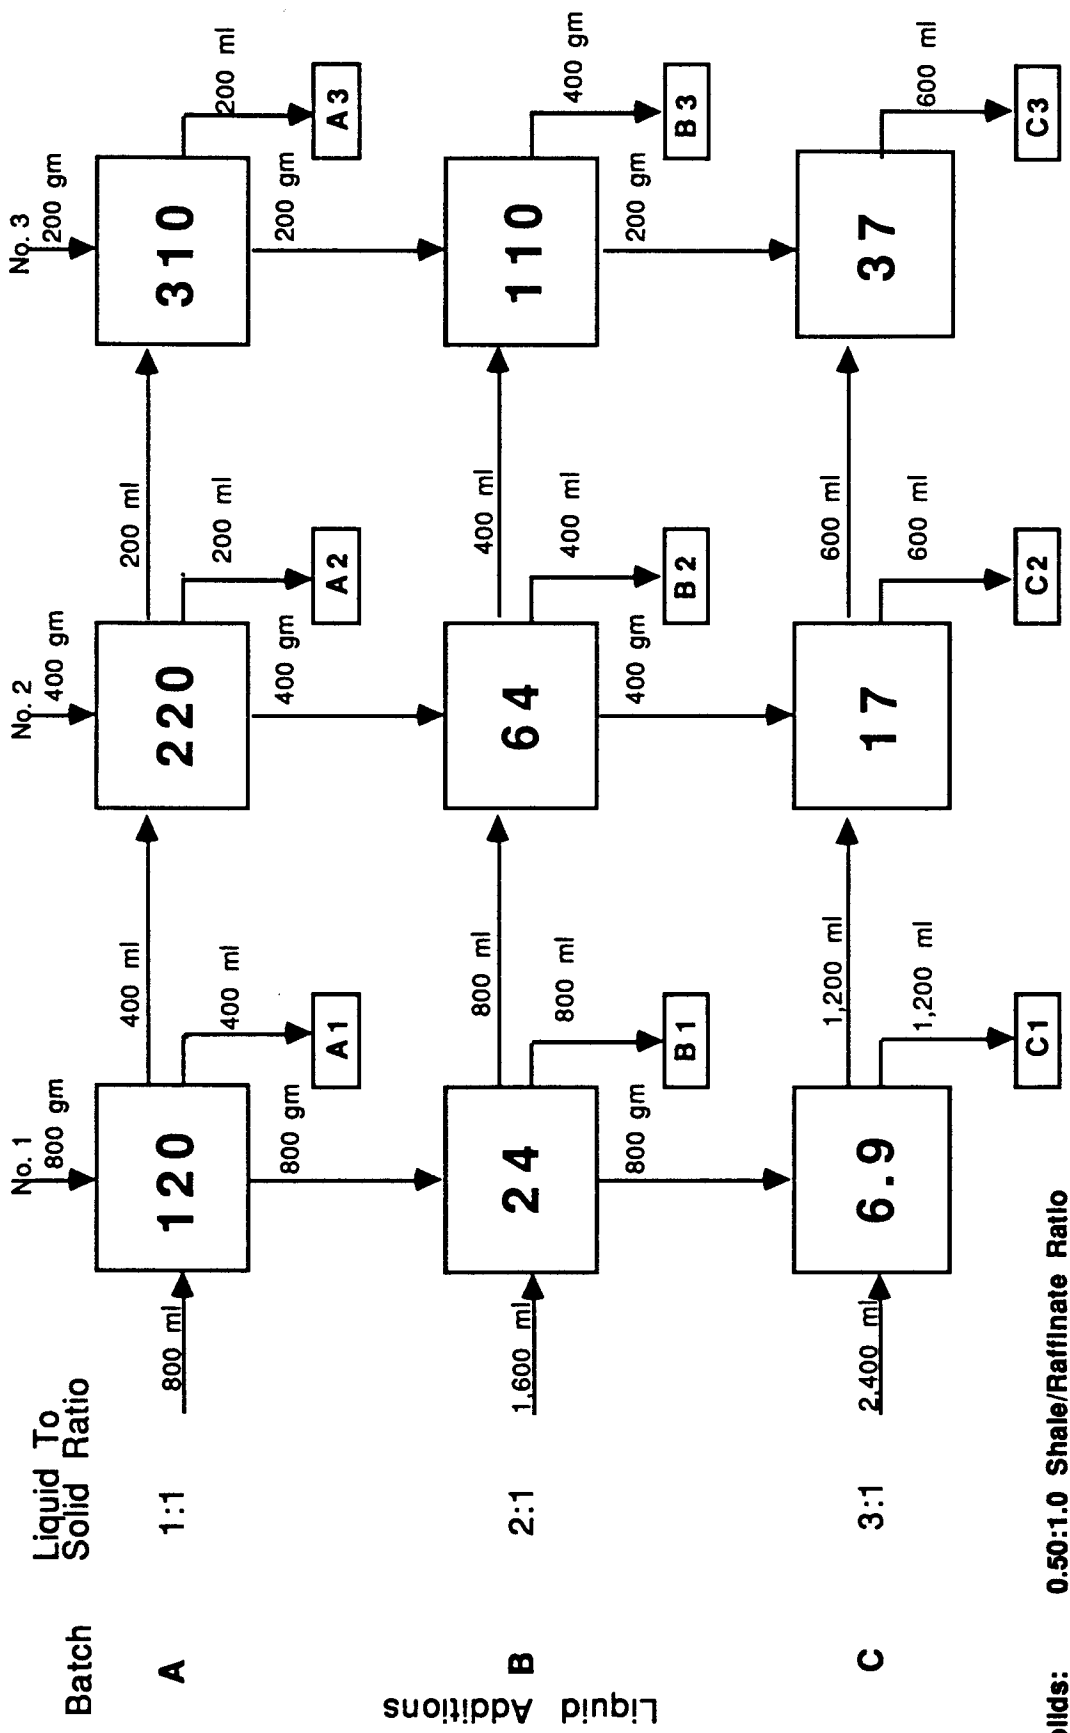 No. 1
No. 2
No. 3
Liquid To
Batch Solid Ratio
800 gm
400 gm
200 gm
A
1:1
800 ml
120
400 ml
220
200 ml
310
400 ml
200 ml
200 ml
A1
A2
A3
800 gm
400 gm
200 gm
Liquid Additions
B
2:1
1,600 ml
24
800 ml
64
400 ml
110
800 ml
400 ml
400 gm
B1
B2
B3
800 gm
400 gm
200 gm
C
3:1
2,400 ml
6.9
1,200 ml
17
600 ml
37
1,200 ml
600 ml
600 ml
C1
C2
C3
0.50:1.0 Shale/Raffinate Ratio